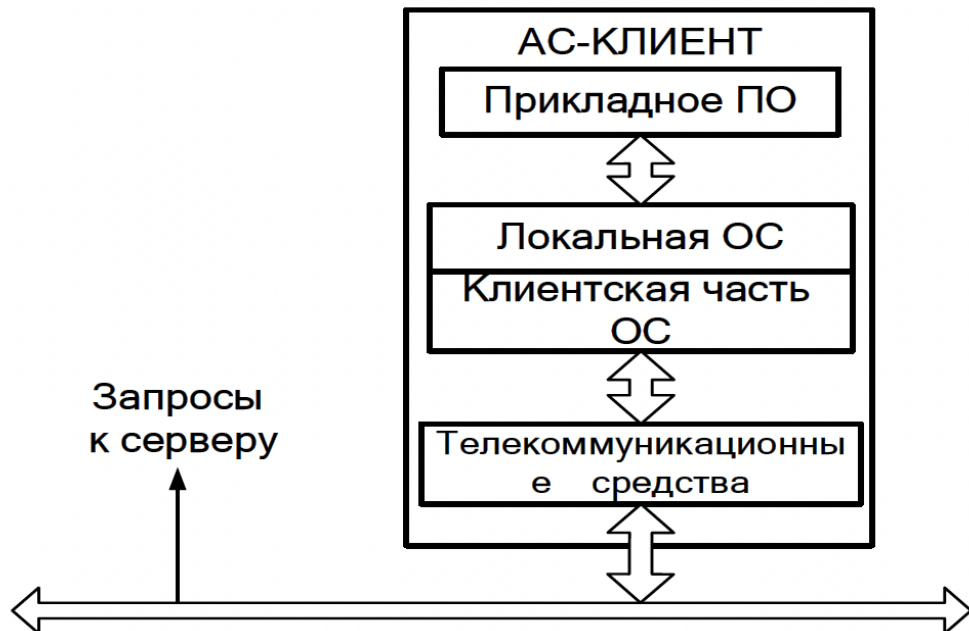 АС-КЛИЕНТ
Прикладное ПО
Локальная ОС
Клиентская часть
ОС
Запросы
к серверу
Телекоммуникационны
е средства